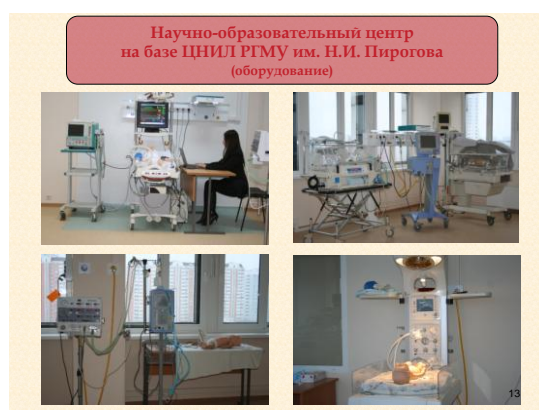 Научно-образовательный центр
на базе ЦНИЛ РГМУ им. Н.И. Пирогова
(оборудование)
13